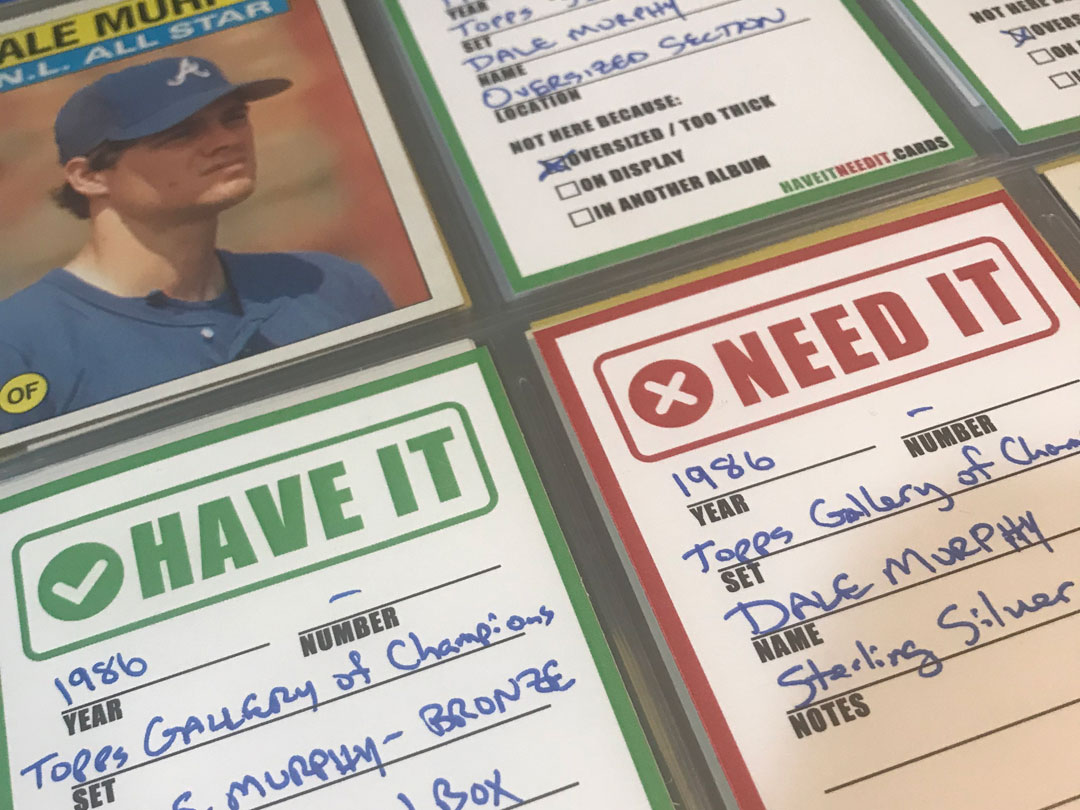 ALE MUR
N.L. ALL STAR
A
OF
YEAR
Topps
SET
DALE MURPHY
NAME
OVERSIZED SECTION
LOCATION
NOT HERE BECAUSE:
OVERSIZED / TOO THICK
ON DISPLAY
IN ANOTHER ALBUM
HAVEITNEEDIT.CARDS
NOT HERE
OVERS
HAVE IT
1986 -
YEAR NUMBER
Topps GALLERY of Champions
SET
MURPHY - BRONZE
BOX
NEED IT
1986 -
YEAR NUMBER
Topps Gallery of Cham
SET
DALE MURPHY
NAME
Sterling Silver
NOTES